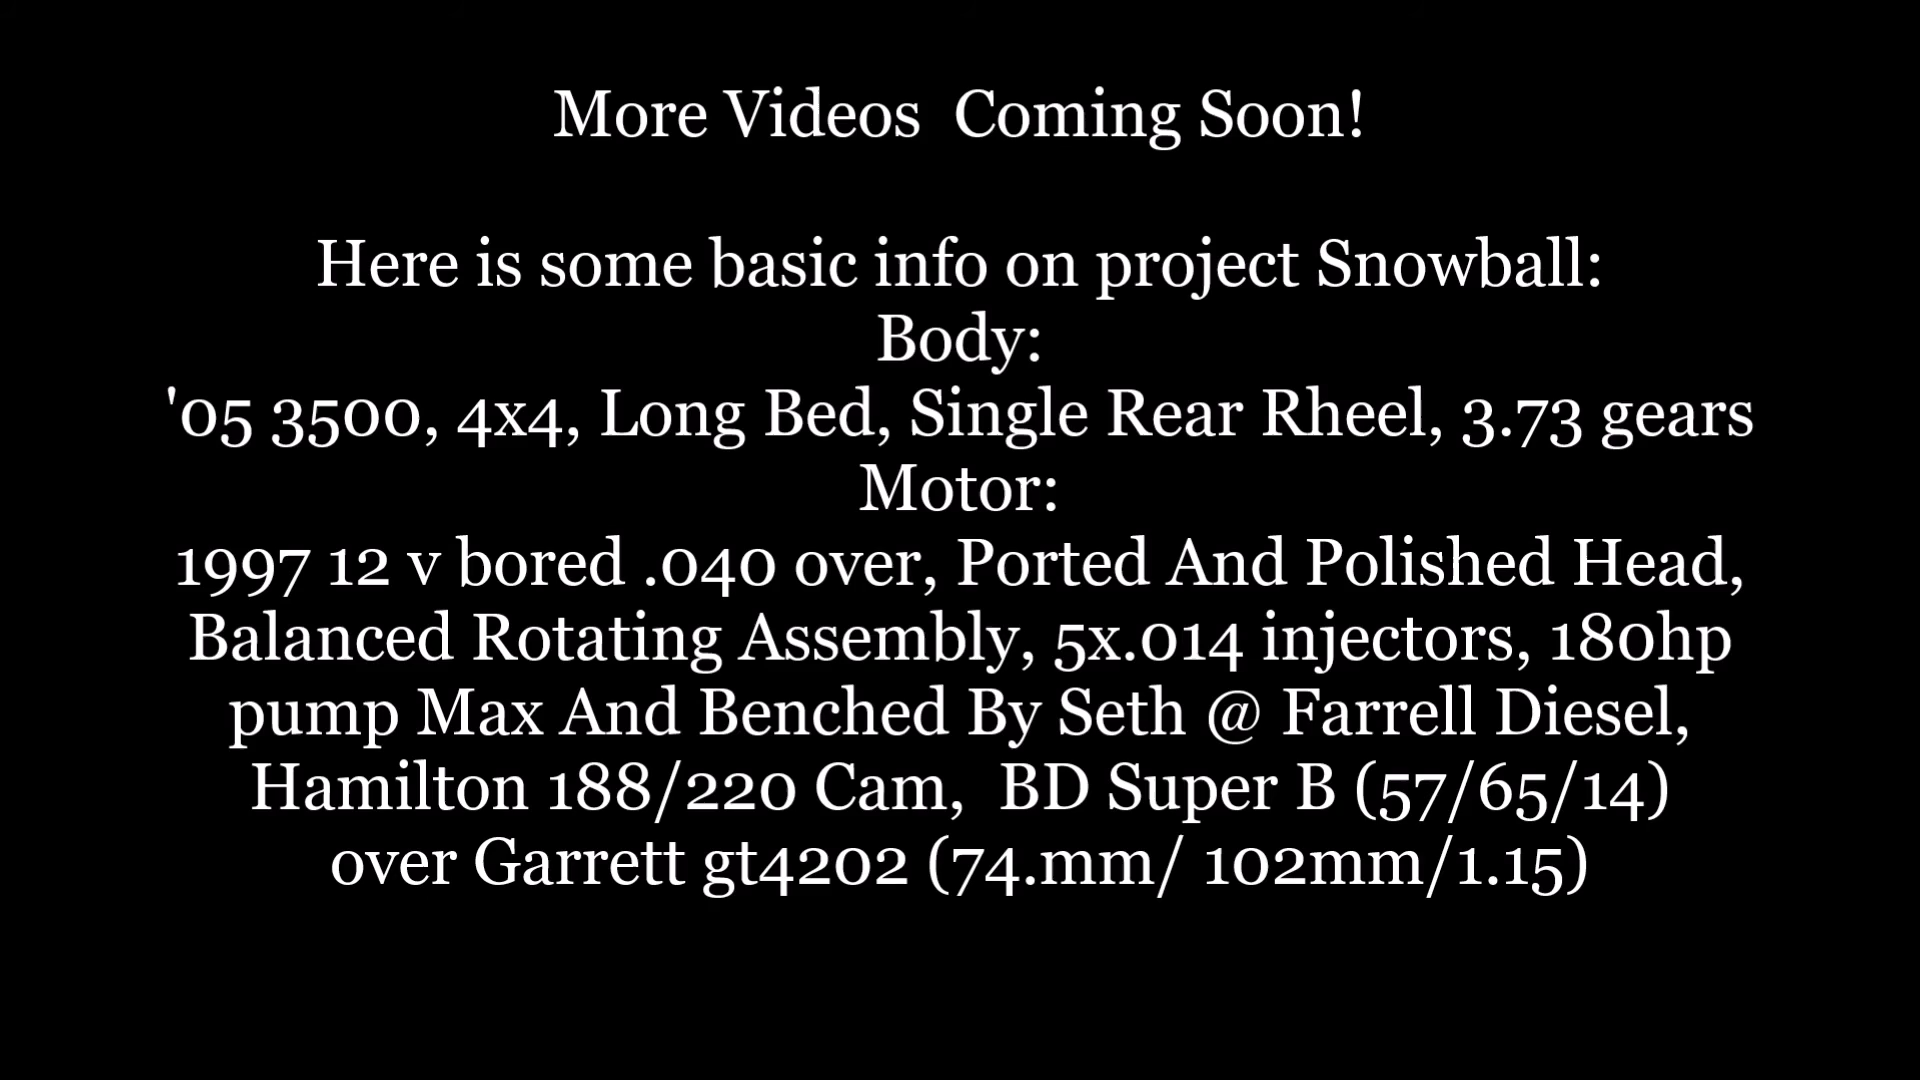 More Videos  Coming Soon!
Here is some basic info on project Snowball:
Body:
'05 3500, 4x4, Long Bed, Single Rear Rheel, 3.73 gears
Motor:
1997 12 v bored .040 over, Ported And Polished Head,
Balanced Rotating Assembly, 5x.014 injectors, 180hp
pump Max And Benched By Seth @ Farrell Diesel,
Hamilton 188/220 Cam,  BD Super B (57/65/14)
over Garrett gt4202 (74.mm/ 102mm/1.15)